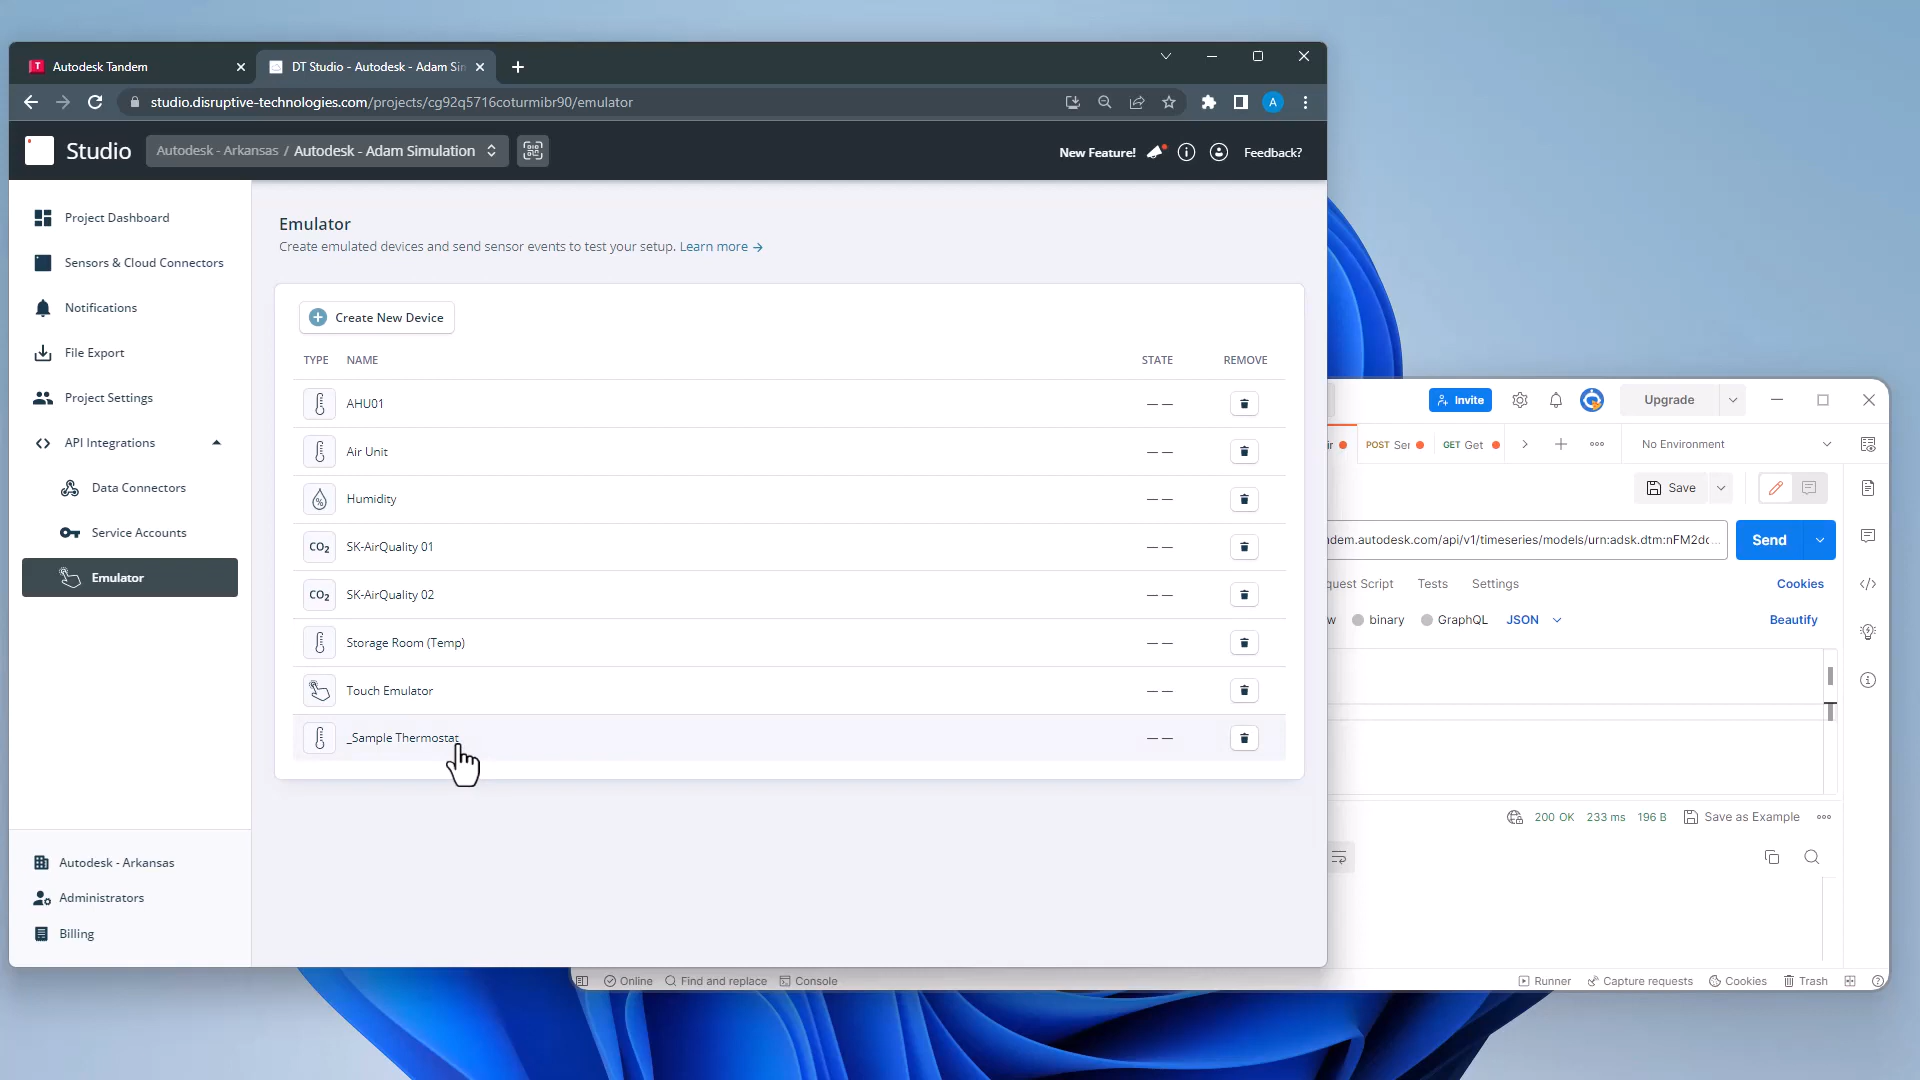 Autodesk Tandem
DT Studio - Autodesk - Adam Sin
studio.disruptive-technologies.com/projects/cg92q5716coturmibr90/emulator
A
Studio
Autodesk - Arkansas / Autodesk - Adam Simulation
New Feature!
Feedback?
Project Dashboard
Sensors & Cloud Connectors
Notifications
File Export
Project Settings
API Integrations
Data Connectors
Service Accounts
Emulator
Autodesk - Arkansas
Administrators
Billing
Emulator
Create emulated devices and send sensor events to test your setup. Learn more →
Create New Device
TYPE NAME STATE REMOVE
AHU01 — —
Air Unit — —
% Humidity — —
CO2 SK-AirQuality 01 — —
CO2 SK-AirQuality 02 — —
Storage Room (Temp) — —
Touch Emulator — —
_Sample Thermostat — —
Invite
Upgrade
POST Ser GET Get
No Environment
Save
dem.autodesk.com/api/v1/timeseries/models/urn:adsk.dtm:nFM2dc...
Send
quest Script Tests Settings Cookies
w binary GraphQL JSON Beautify
200 OK 233 ms 196 B Save as Example
Online Find and replace Console
Runner Capture requests Cookies Trash